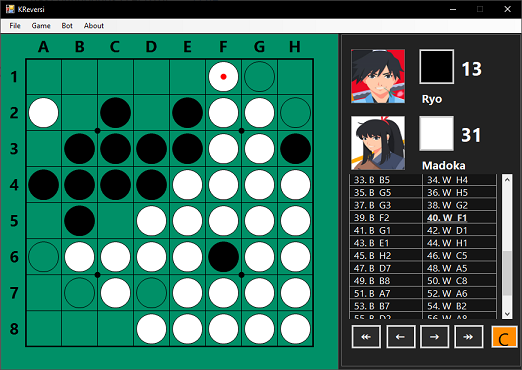 KReversi
File Game Bot About
A B C D E F G H
1
2
3
4
5
6
7
8
13
Ryo
31
Madoka
33. B B5 34. W H4
35. B G5 36. W H5
37. B G3 38. W G2
39. B F2 40. W F1
41. B G1 42. W D1
43. B E1 44. W H1
45. B H2 46. W C5
47. B D7 48. W A5
49. B B8 50. W C8
51. B A7 52. W A6
53. B B7 54. W B2
55. B D2 56. W A8
C